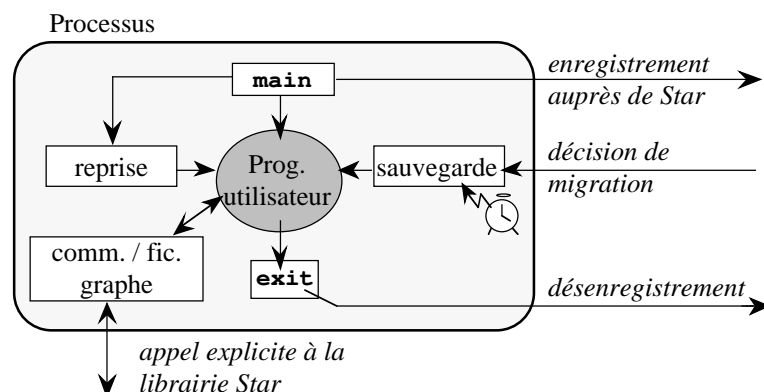 Processus
main
enregistrement
auprès de Star
reprise
Prog.
utilisateur
sauvegarde
décision de
migration
comm. / fic.
graphe
exit
désenregistrement
appel explicite à la
librairie Star